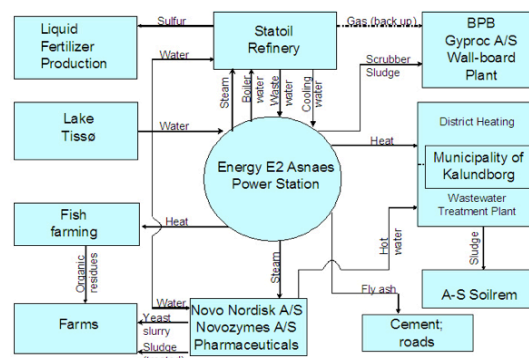 Liquid
Fertilizer
Production
Sulfur
Water
Statoil
Refinery
Gas (back up)
BPB
Gyproc A/S
Wall-board
Plant
Scrubber
Sludge
Steam
Boiler
water
Waste
water
Cooling
water
Lake
Tissø
Water
Energy E2 Asnaes
Power Station
Heat
District Heating
Municipality of
Kalundborg
Wastewater
Treatment Plant
Fish
farming
Heat
Hot
water
Steam
Organic
residues
Sludge
Fly ash
A-S Soilrem
Farms
Water
Yeast
slurry
Sludge
Novo Nordisk A/S
Novozymes A/S
Pharmaceuticals
Cement;
roads